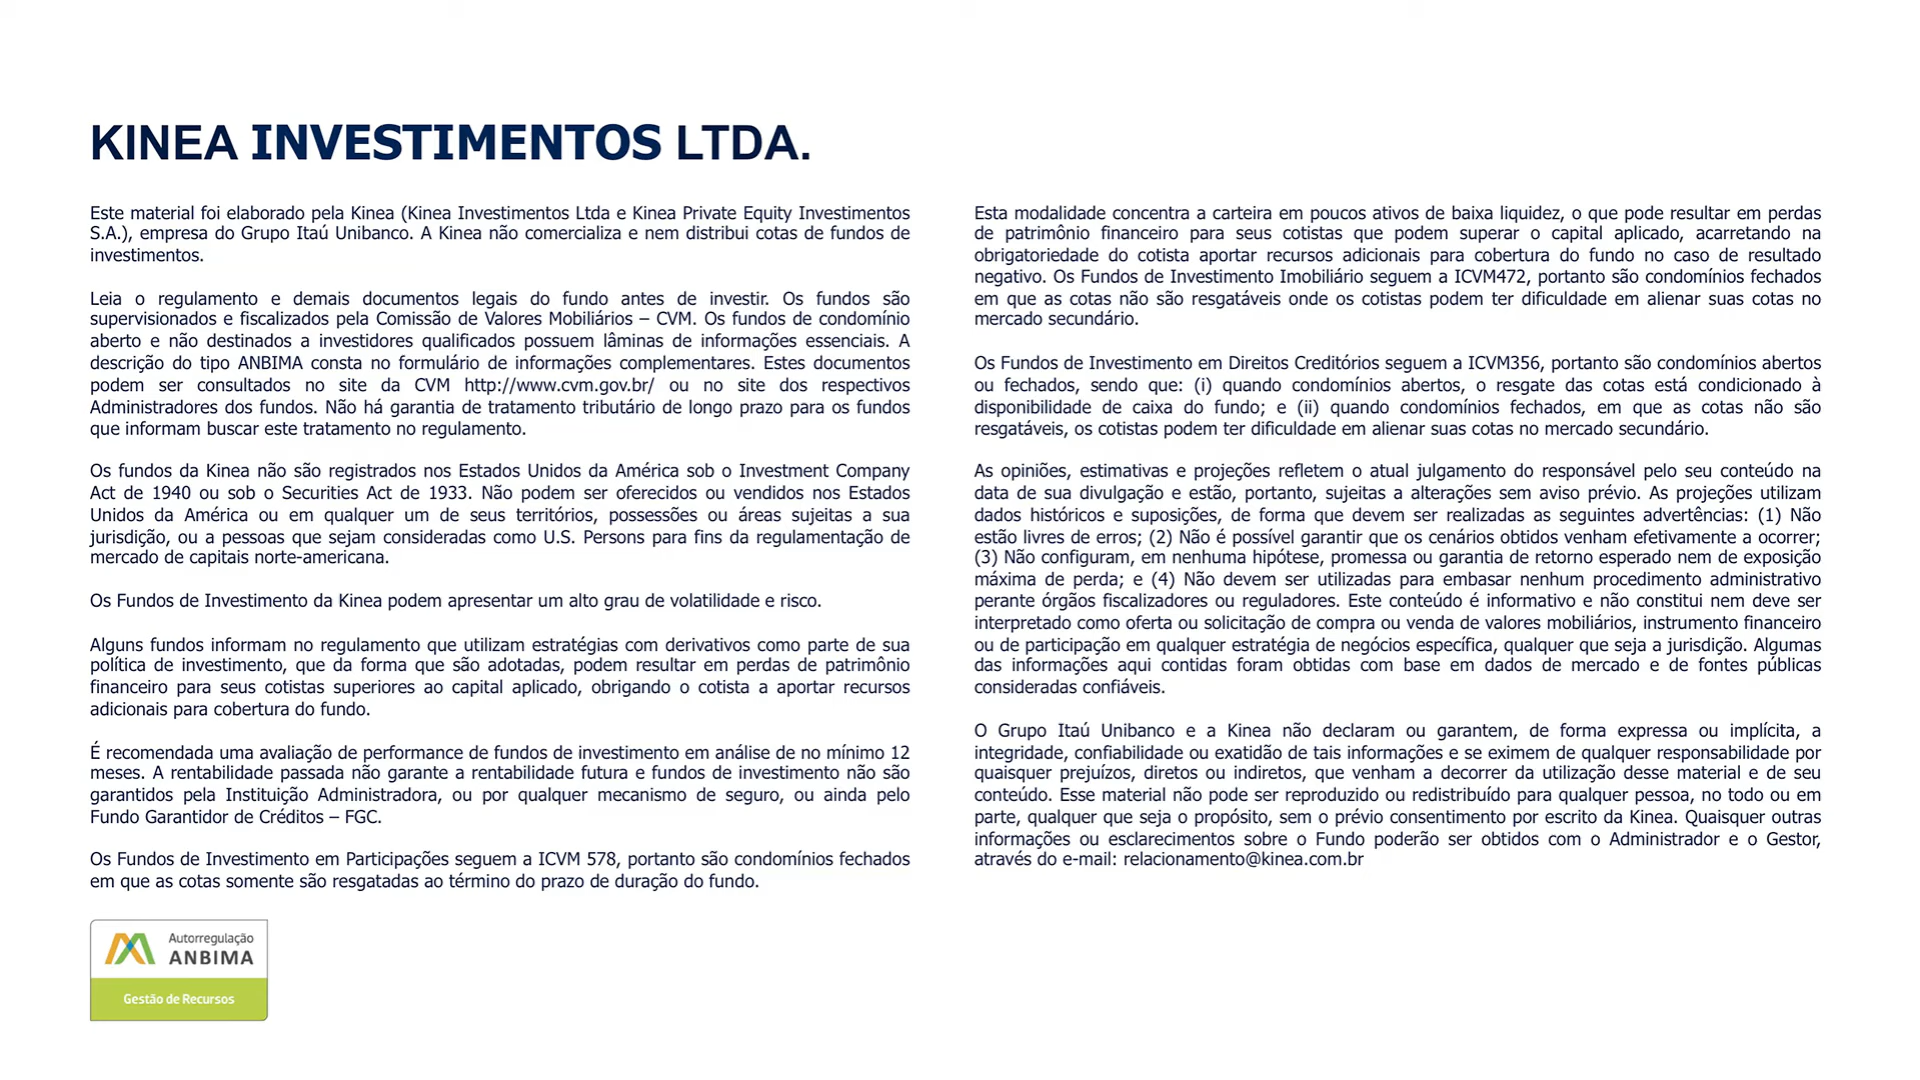 KINEA INVESTIMENTOS LTDA.
Este material foi elaborado pela Kinea (Kinea Investimentos Ltda e Kinea Private Equity Investimentos
S.A.), empresa do Grupo Itaú Unibanco. A Kinea não comercializa e nem distribui cotas de fundos de
investimentos.
Leia o regulamento e demais documentos legais do fundo antes de investir. Os fundos são
supervisionados e fiscalizados pela Comissão de Valores Mobiliários – CVM. Os fundos de condomínio
aberto e não destinados a investidores qualificados possuem lâminas de informações essenciais. A
descrição do tipo ANBIMA consta no formulário de informações complementares. Estes documentos
podem ser consultados no site da CVM http://www.cvm.gov.br/ ou no site dos respectivos
Administradores dos fundos. Não há garantia de tratamento tributário de longo prazo para os fundos
que informam buscar este tratamento no regulamento.
Os fundos da Kinea não são registrados nos Estados Unidos da América sob o Investment Company
Act de 1940 ou sob o Securities Act de 1933. Não podem ser oferecidos ou vendidos nos Estados
Unidos da América ou em qualquer um de seus territórios, possessões ou áreas sujeitas a sua
jurisdição, ou a pessoas que sejam consideradas como U.S. Persons para fins da regulamentação de
mercado de capitais norte-americana.
Os Fundos de Investimento da Kinea podem apresentar um alto grau de volatilidade e risco.
Alguns fundos informam no regulamento que utilizam estratégias com derivativos como parte de sua
política de investimento, que da forma que são adotadas, podem resultar em perdas de patrimônio
financeiro para seus cotistas superiores ao capital aplicado, obrigando o cotista a aportar recursos
adicionais para cobertura do fundo.
É recomendada uma avaliação de performance de fundos de investimento em análise de no mínimo 12
meses. A rentabilidade passada não garante a rentabilidade futura e fundos de investimento não são
garantidos pela Instituição Administradora, ou por qualquer mecanismo de seguro, ou ainda pelo
Fundo Garantidor de Créditos – FGC.
Os Fundos de Investimento em Participações seguem a ICVM 578, portanto são condomínios fechados
em que as cotas somente são resgatadas ao término do prazo de duração do fundo.
Esta modalidade concentra a carteira em poucos ativos de baixa liquidez, o que pode resultar em perdas
de patrimônio financeiro para seus cotistas que podem superar o capital aplicado, acarretando na
obrigatoriedade do cotista aportar recursos adicionais para cobertura do fundo no caso de resultado
negativo. Os Fundos de Investimento Imobiliário seguem a ICVM472, portanto são condomínios fechados
em que as cotas não são resgatáveis onde os cotistas podem ter dificuldade em alienar suas cotas no
mercado secundário.
Os Fundos de Investimento em Direitos Creditórios seguem a ICVM356, portanto são condomínios abertos
ou fechados, sendo que: (i) quando condomínios abertos, o resgate das cotas está condicionado à
disponibilidade de caixa do fundo; e (ii) quando condomínios fechados, em que as cotas não são
resgatáveis, os cotistas podem ter dificuldade em alienar suas cotas no mercado secundário.
As opiniões, estimativas e projeções refletem o atual julgamento do responsável pelo seu conteúdo na
data de sua divulgação e estão, portanto, sujeitas a alterações sem aviso prévio. As projeções utilizam
dados históricos e suposições, de forma que devem ser realizadas as seguintes advertências: (1) Não
estão livres de erros; (2) Não é possível garantir que os cenários obtidos venham efetivamente a ocorrer;
(3) Não configuram, em nenhuma hipótese, promessa ou garantia de retorno esperado nem de exposição
máxima de perda; e (4) Não devem ser utilizadas para embasar nenhum procedimento administrativo
perante órgãos fiscalizadores ou reguladores. Este conteúdo é informativo e não constitui nem deve ser
interpretado como oferta ou solicitação de compra ou venda de valores mobiliários, instrumento financeiro
ou de participação em qualquer estratégia de negócios específica, qualquer que seja a jurisdição. Algumas
das informações aqui contidas foram obtidas com base em dados de mercado e de fontes públicas
consideradas confiáveis.
O Grupo Itaú Unibanco e a Kinea não declaram ou garantem, de forma expressa ou implícita, a
integridade, confiabilidade ou exatidão de tais informações e se eximem de qualquer responsabilidade por
quaisquer prejuízos, diretos ou indiretos, que venham a decorrer da utilização desse material e de seu
conteúdo. Esse material não pode ser reproduzido ou redistribuído para qualquer pessoa, no todo ou em
parte, qualquer que seja o propósito, sem o prévio consentimento por escrito da Kinea. Quaisquer outras
informações ou esclarecimentos sobre o Fundo poderão ser obtidos com o Administrador e o Gestor,
através do e-mail: relacionamento@kinea.com.br
Autorregulação
ANBIMA
Gestão de Recursos